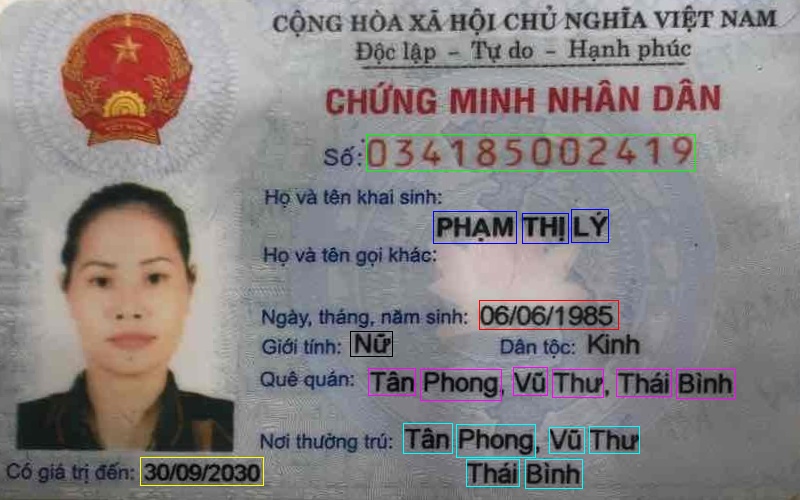 CỘNG HÒA XÃ HỘI CHỦ NGHĨA VIỆT NAM
Độc lập - Tự do - Hạnh phúc
CHỨNG MINH NHÂN DÂN
Số: 034185002419
Họ và tên khai sinh:
PHẠM THỊ LÝ
Họ và tên gọi khác:
Ngày, tháng, năm sinh: 06/06/1985
Giới tính: Nữ Dân tộc: Kinh
Quê quán: Tân Phong, Vũ Thư, Thái Bình
Nơi thường trú: Tân Phong, Vũ Thư
Thái Bình
Có giá trị đến: 30/09/2030